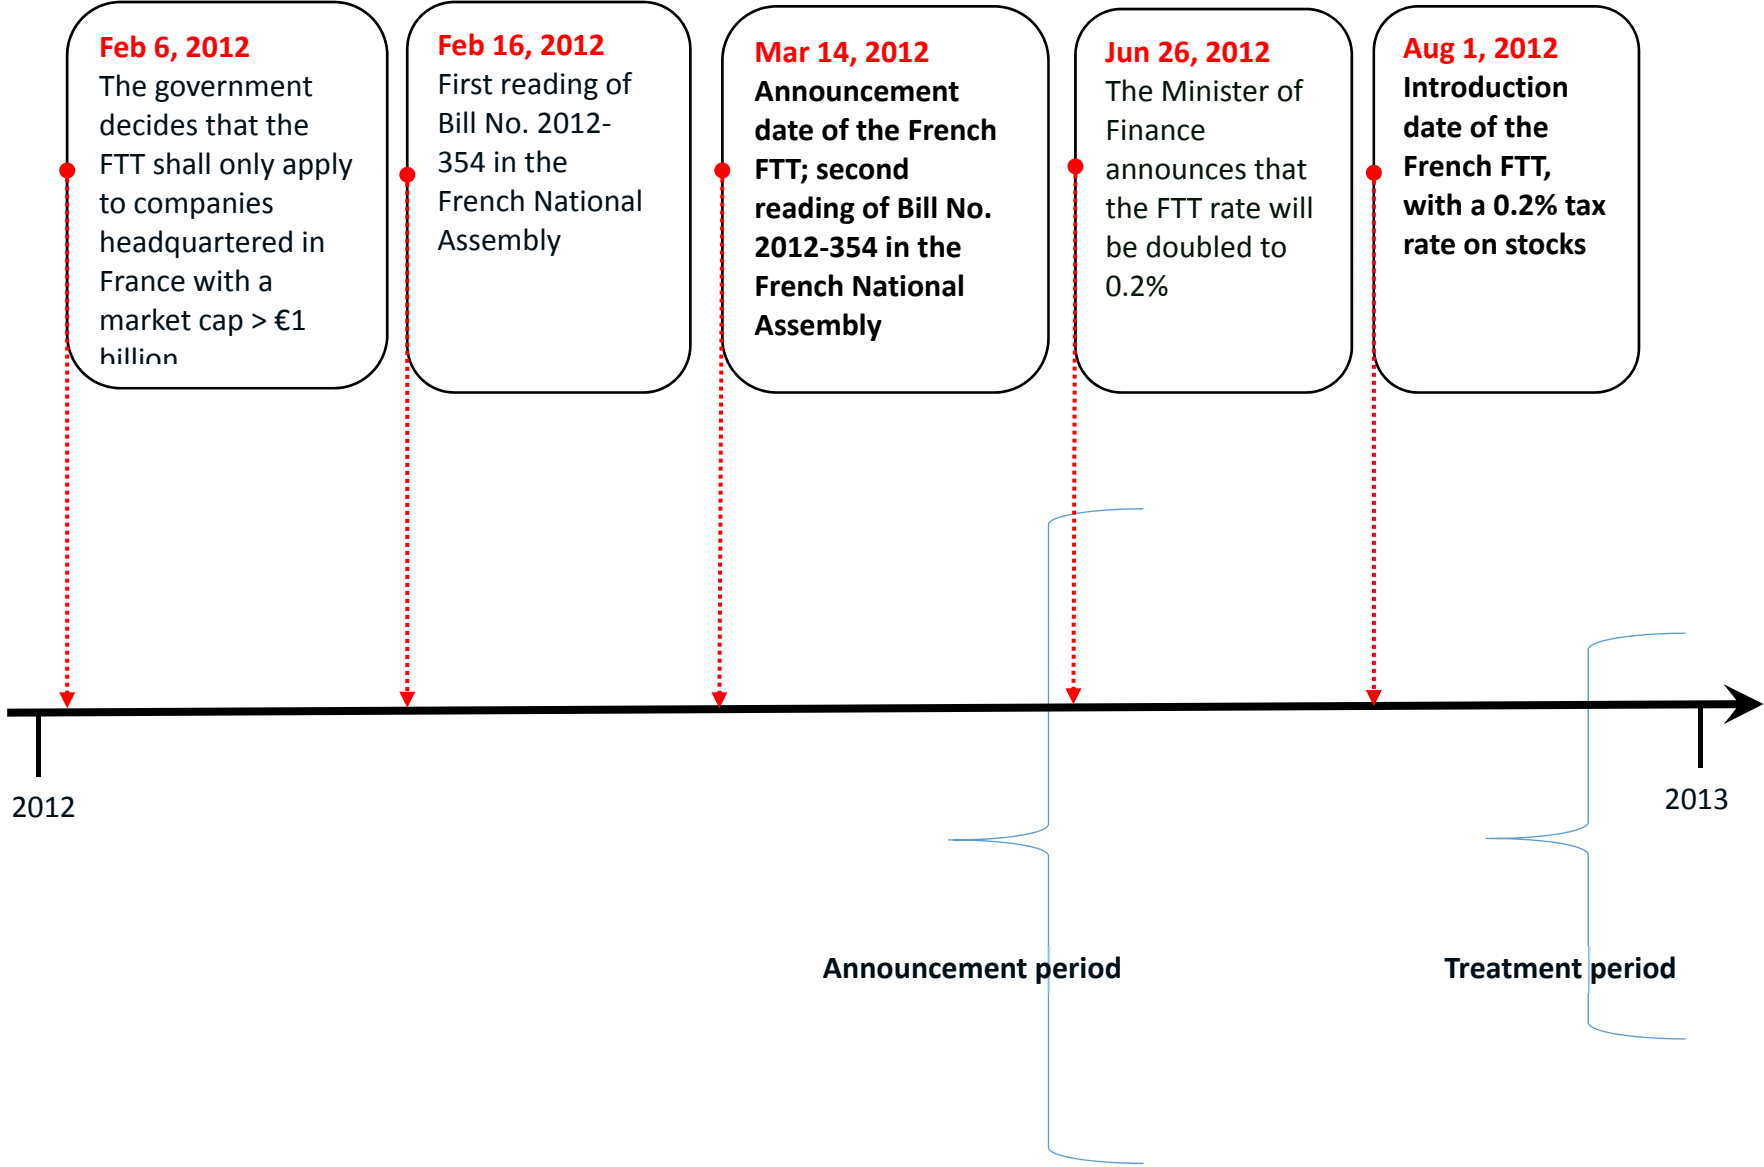 Feb 6, 2012
The government
decides that the
FTT shall only apply
to companies
headquartered in
France with a
market cap > €1
billion
Feb 16, 2012
First reading of
Bill No. 2012-
354 in the
French National
Assembly
Mar 14, 2012
Announcement
date of the French
FTT; second
reading of Bill No.
2012-354 in the
French National
Assembly
Jun 26, 2012
The Minister of
Finance
announces that
the FTT rate will
be doubled to
0.2%
Aug 1, 2012
Introduction
date of the
French FTT,
with a 0.2% tax
rate on stocks
2012
2013
Announcement period
Treatment period